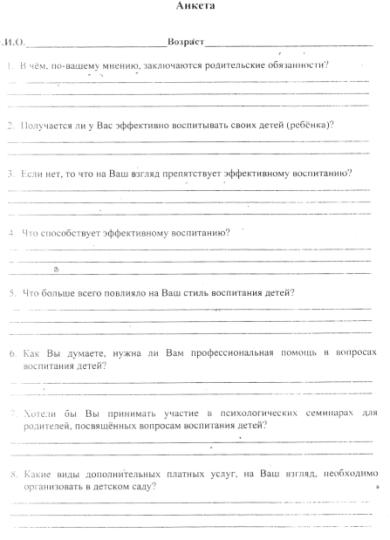 Анкета
.И.О. Возраст
1. В чём, по-вашему мнению, заключаются родительские обязанности?
2. Получается ли у Вас эффективно воспитывать своих детей (ребёнка)?
3. Если нет, то что на Ваш взгляд препятствует эффективному воспитанию?
4. Что способствует эффективному воспитанию?
5. Что больше всего повлияло на Ваш стиль воспитания детей?
6. Как Вы думаете, нужна ли Вам профессиональная помощь в вопросах
воспитания детей?
7. Хотели бы Вы принимать участие в психологических семинарах для
родителей, посвящённых вопросам воспитания детей?
8. Какие виды дополнительных платных услуг, на Ваш взгляд, необходимо
организовать в детском саду?